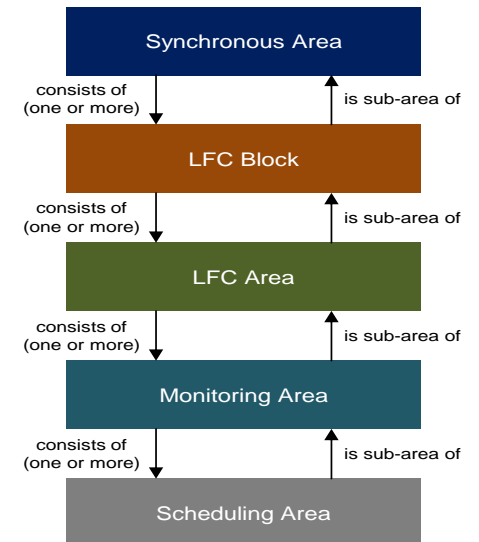 Synchronous Area
consists of
(one or more)
is sub-area of
LFC Block
consists of
(one or more)
is sub-area of
LFC Area
consists of
(one or more)
is sub-area of
Monitoring Area
consists of
(one or more)
is sub-area of
Scheduling Area